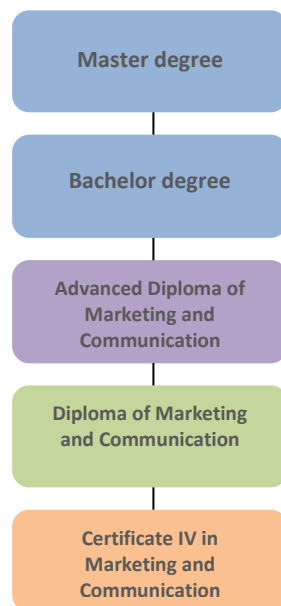 Master degree
Bachelor degree
Advanced Diploma of
Marketing and
Communication
Diploma of Marketing
and Communication
Certificate IV in
Marketing and
Communication